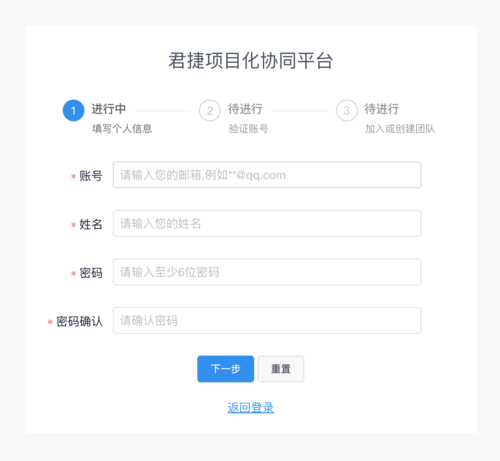 君捷项目化协同平台
1 进行中 2 待进行 3 待进行
填写个人信息 验证账号 加入或创建团队
* 账号 请输入您的邮箱,例如**@qq.com
* 姓名 请输入您的姓名
* 密码 请输入至少6位密码
* 密码确认 请确认密码
下一步 重置
返回登录